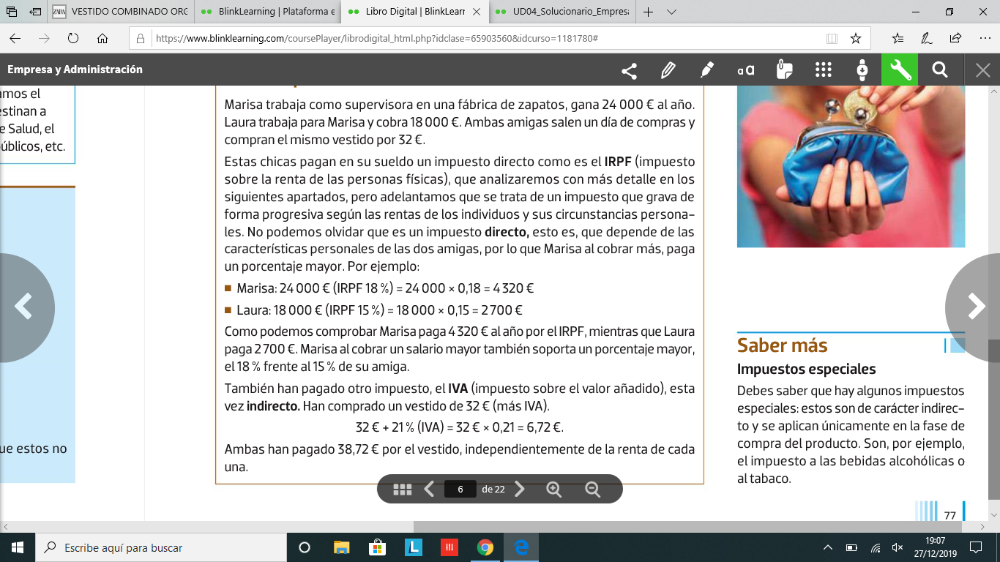 VESTIDO COMBINADO ORG
BlinkLearning | Plataforma e
Libro Digital | BlinkLearn
UD04_Solucionario_Empresa
https://www.blinklearning.com/coursePlayer/librodigital_html.php?idclase=65903560&idcurso=1181780#
Empresa y Administración
amos el
estinan a
e Salud, el
públicos, etc.
ue estos no
Marisa trabaja como supervisora en una fábrica de zapatos, gana 24 000 € al año.
Laura trabaja para Marisa y cobra 18 000 €. Ambas amigas salen un día de compras y
compran el mismo vestido por 32 €.
Estas chicas pagan en su sueldo un impuesto directo como es el IRPF (impuesto
sobre la renta de las personas físicas), que analizaremos con más detalle en los
siguientes apartados, pero adelantamos que se trata de un impuesto que grava de
forma progresiva según las rentas de los individuos y sus circunstancias persona-
les. No podemos olvidar que es un impuesto directo, esto es, que depende de las
características personales de las dos amigas, por lo que Marisa al cobrar más, paga
un porcentaje mayor. Por ejemplo:
Marisa: 24 000 € (IRPF 18 %) = 24 000 × 0,18 = 4 320 €
Laura: 18 000 € (IRPF 15 %) = 18 000 × 0,15 = 2 700 €
Como podemos comprobar Marisa paga 4 320 € al año por el IRPF, mientras que Laura
paga 2 700 €. Marisa al cobrar un salario mayor también soporta un porcentaje mayor,
el 18 % frente al 15 % de su amiga.
También han pagado otro impuesto, el IVA (impuesto sobre el valor añadido), esta
vez indirecto. Han comprado un vestido de 32 € (más IVA).
32 € + 21 % (IVA) = 32 € × 0,21 = 6,72 €.
Ambas han pagado 38,72 € por el vestido, independientemente de la renta de cada
una.
Saber más
Impuestos especiales
Debes saber que hay algunos impuestos
especiales: estos son de carácter indirec-
to y se aplican únicamente en la fase de
compra del producto. Son, por ejemplo,
el impuesto a las bebidas alcohólicas o
al tabaco.
77
6 de 22
Escribe aquí para buscar
19:07
27/12/2019